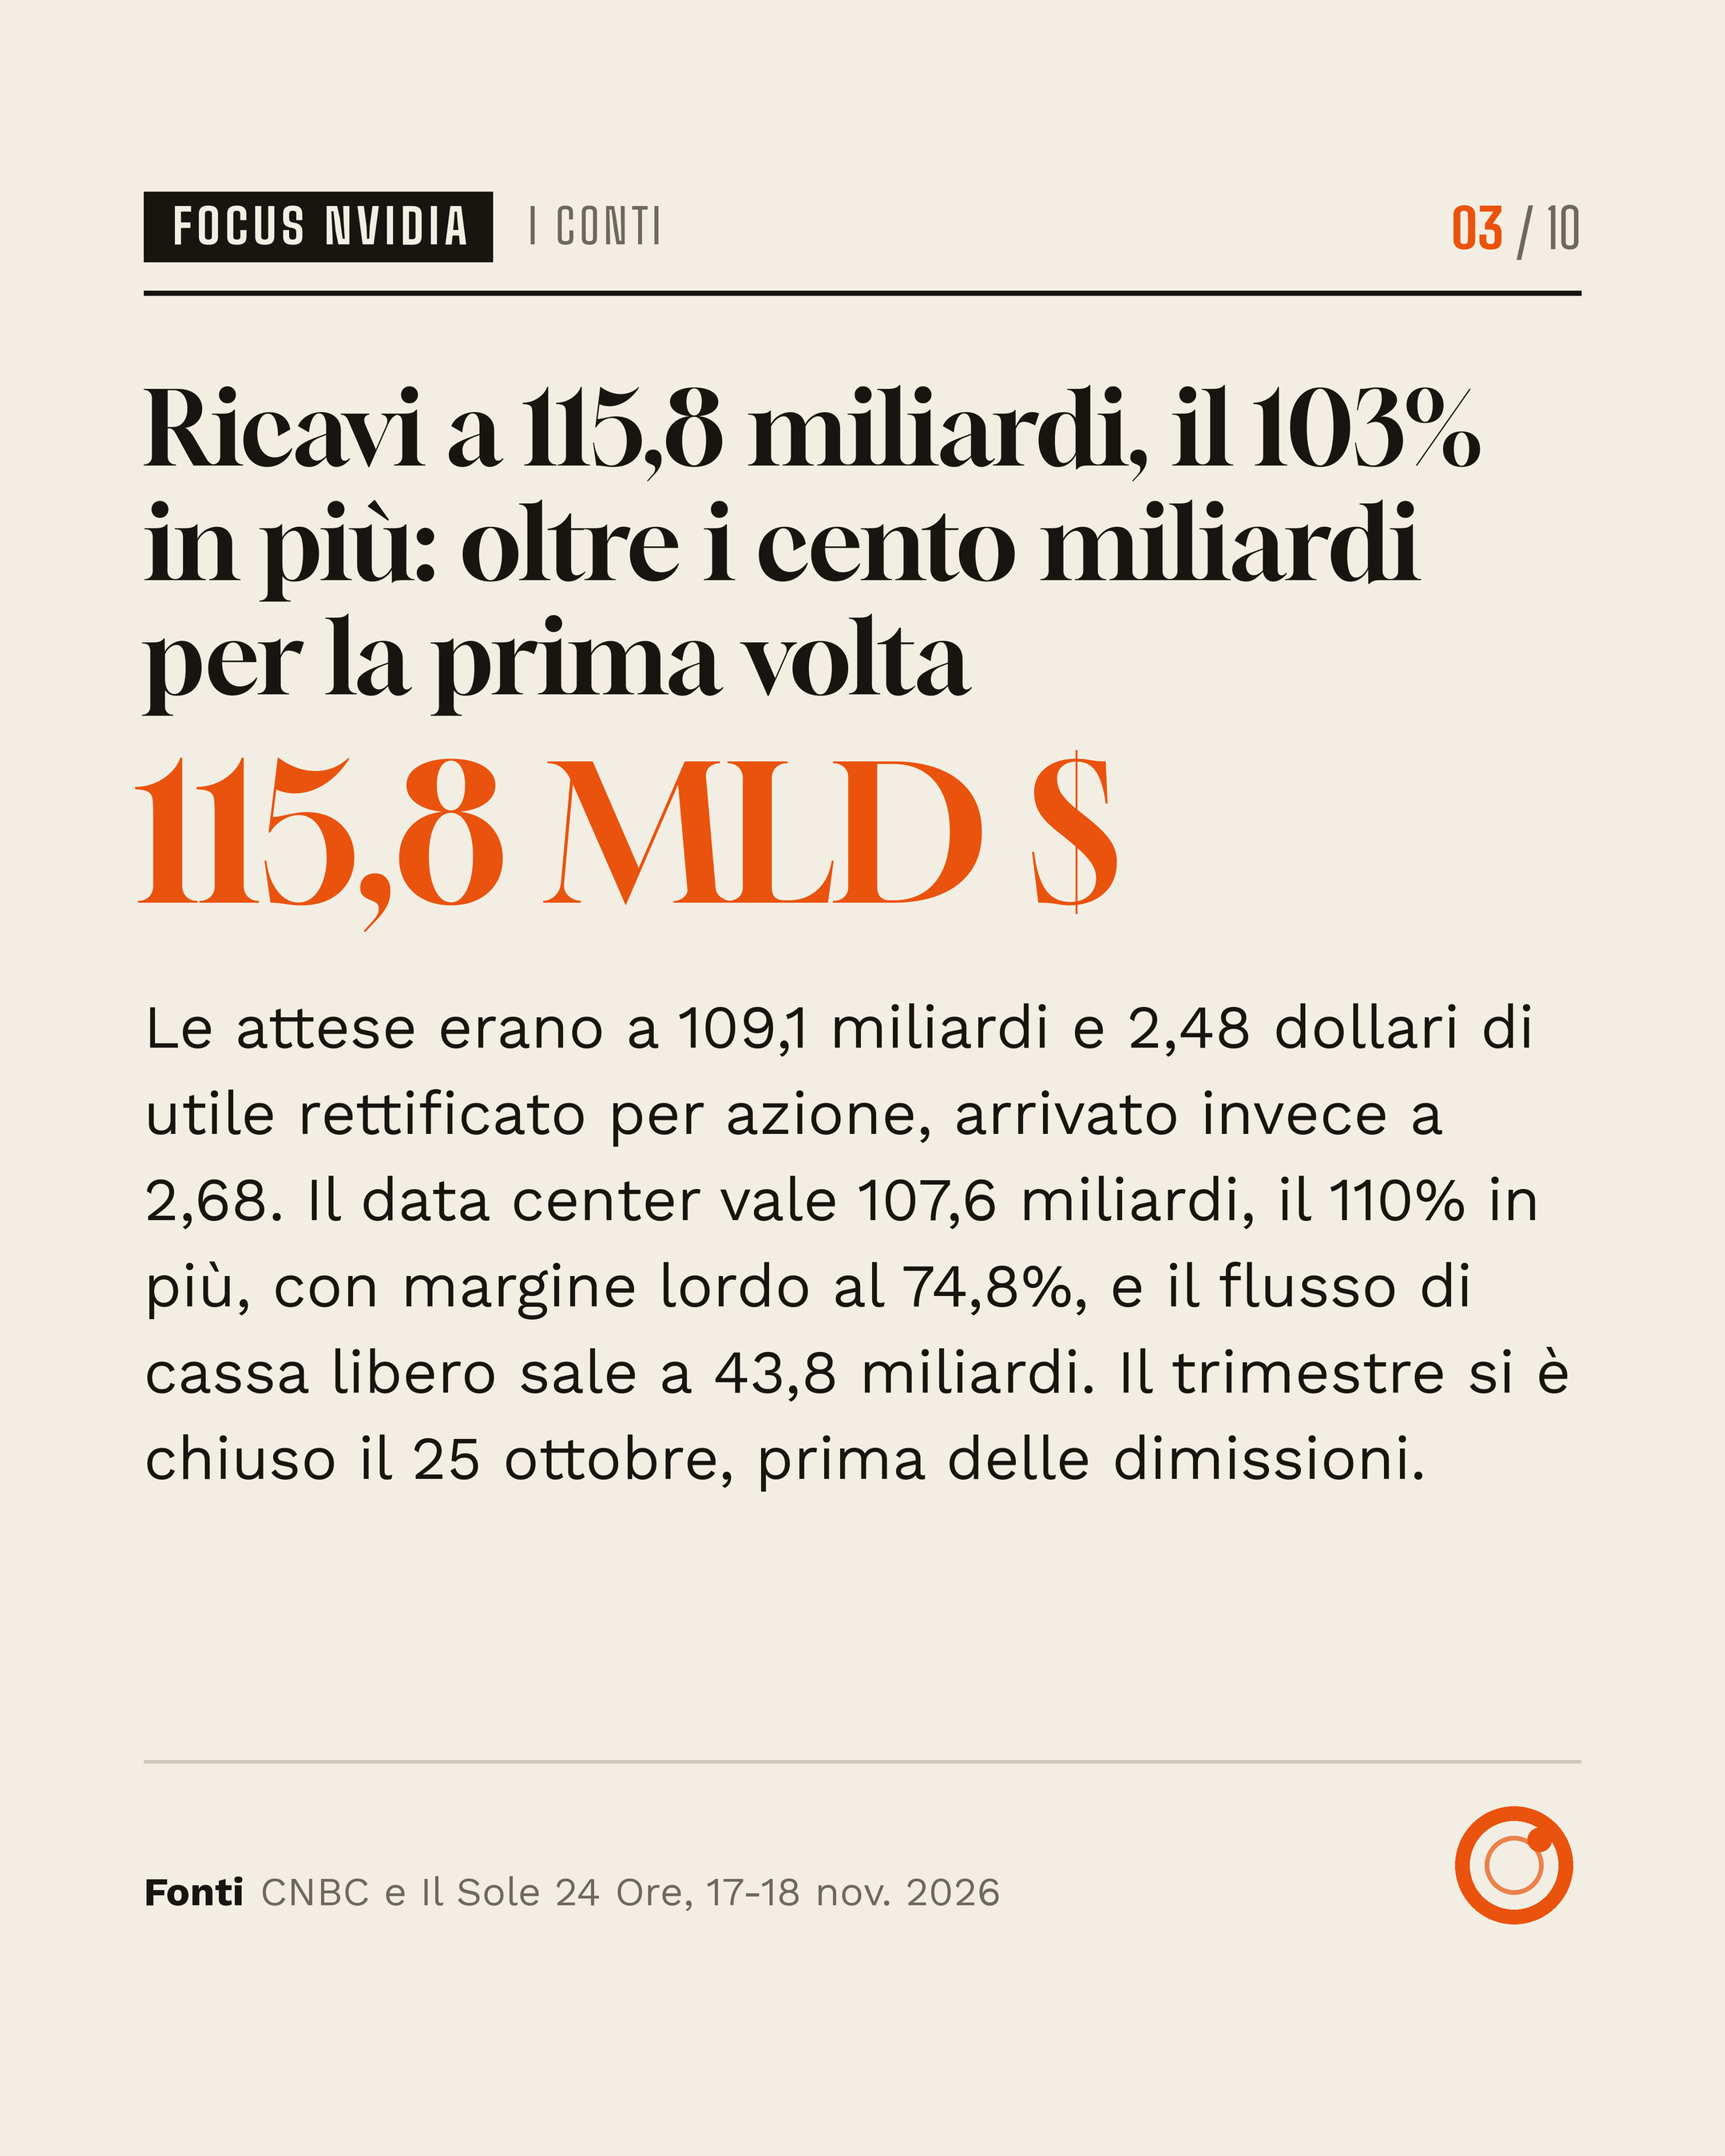 FOCUS NVIDIA I CONTI 03 / 10
Ricavi a 115,8 miliardi, il 103%
in più: oltre i cento miliardi
per la prima volta
115,8 MLD $
Le attese erano a 109,1 miliardi e 2,48 dollari di
utile rettificato per azione, arrivato invece a
2,68. Il data center vale 107,6 miliardi, il 110% in
più, con margine lordo al 74,8%, e il flusso di
cassa libero sale a 43,8 miliardi. Il trimestre si è
chiuso il 25 ottobre, prima delle dimissioni.
Fonti CNBC e Il Sole 24 Ore, 17-18 nov. 2026